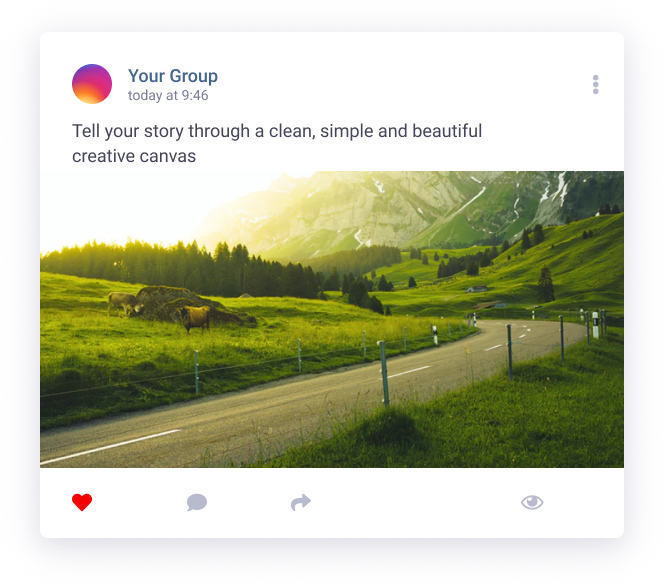 Your Group
today at 9:46
Tell your story through a clean, simple and beautiful
creative canvas